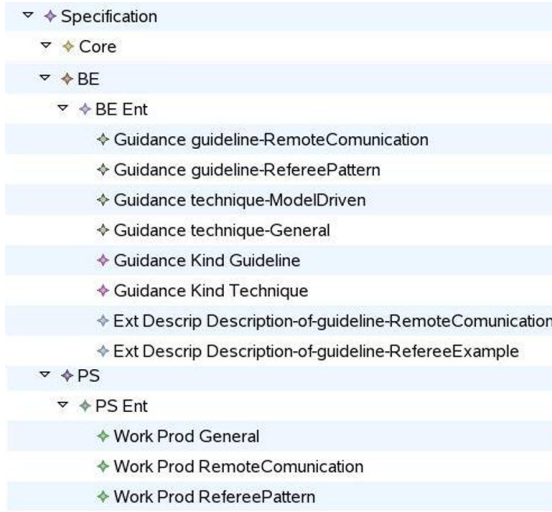 Specification
Core
BE
BE Ent
Guidance guideline-RemoteComunication
Guidance guideline-RefereePattern
Guidance technique-ModelDriven
Guidance technique-General
Guidance Kind Guideline
Guidance Kind Technique
Ext Descrip Description-of-guideline-RemoteComunication
Ext Descrip Description-of-guideline-RefereeExample
PS
PS Ent
Work Prod General
Work Prod RemoteComunication
Work Prod RefereePattern